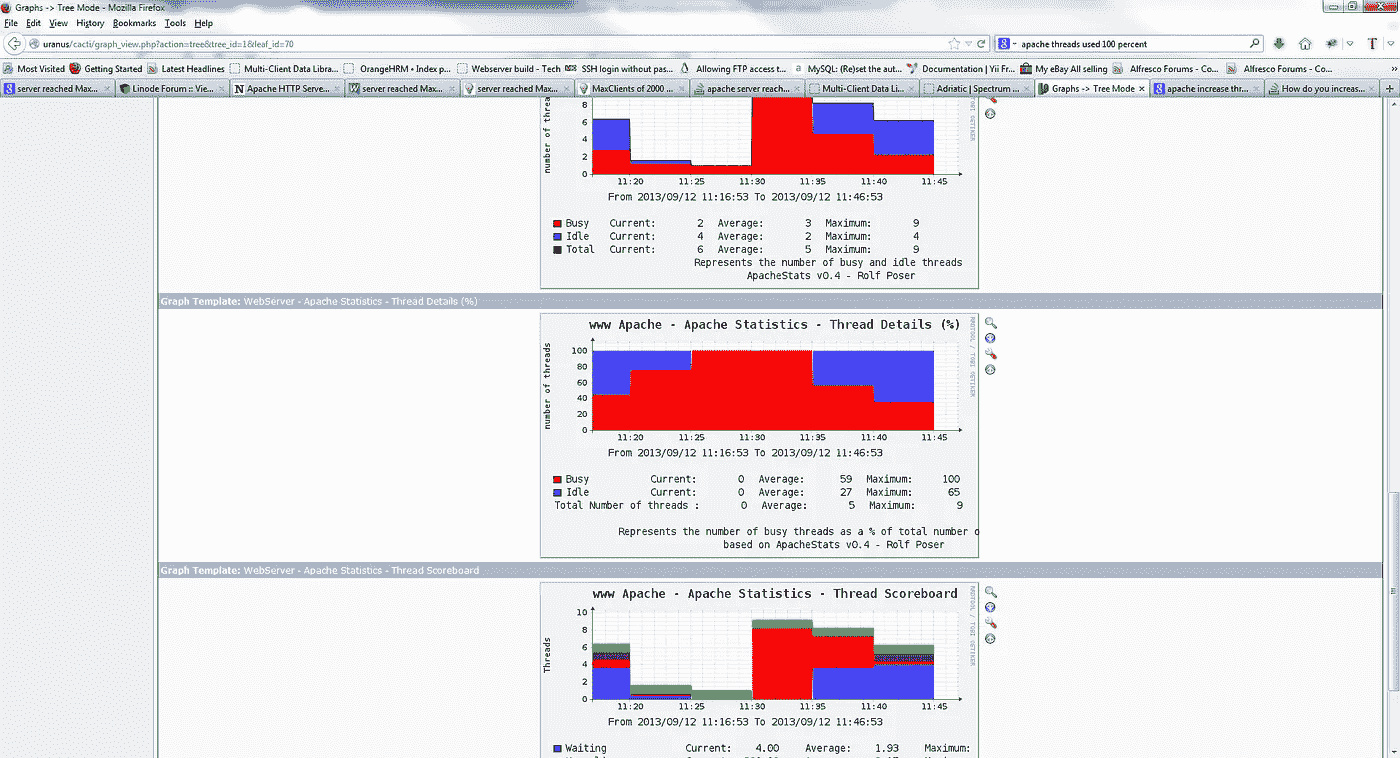 Graphs -> Tree Mode - Mozilla Firefox
File Edit View History Bookmarks Tools Help
uranus/cacti/graph_view.php?action=tree&tree_id=1&leaf_id=70
apache threads used 100 percent
Most Visited Getting Started Latest Headlines Multi-Client Data Libra... OrangeHRM • Index p... Webserver build - Tech SSH login without pas... Allowing FTP access t... MySQL: (Re)set the aut... Documentation | Yii Fr... My eBay All selling Alfresco Forums - Co... Alfresco Forums - Co...
server reached Max... Linode Forum :: Vie... Apache HTTP Serve... server reached Max... server reached Max... MaxClients of 2000 ... apache server reach... Multi-Client Data Li... Adriatic | Spectrum ... Graphs -> Tree Mode apache increase thr... How do you increas...
number of threads
8
6
4
2
0
11:20 11:25 11:30 11:35 11:40 11:45
From 2013/09/12 11:16:53 To 2013/09/12 11:46:53
Busy Current: 2 Average: 3 Maximum: 9
Idle Current: 4 Average: 2 Maximum: 4
Total Current: 6 Average: 5 Maximum: 9
Represents the number of busy and idle threads
ApacheStats v0.4 - Rolf Poser
TOBI OETIKER
Graph Template: WebServer - Apache Statistics - Thread Details (%)
www Apache - Apache Statistics - Thread Details (%)
RRDTOOL / TOBI OETIKER
number of threads
100
80
60
40
20
0
11:20 11:25 11:30 11:35 11:40 11:45
From 2013/09/12 11:16:53 To 2013/09/12 11:46:53
Busy Current: 0 Average: 59 Maximum: 100
Idle Current: 0 Average: 27 Maximum: 65
Total Number of threads : 0 Average: 5 Maximum: 9
Represents the number of busy threads as a % of total number o
based on ApacheStats v0.4 - Rolf Poser
Graph Template: WebServer - Apache Statistics - Thread Scoreboard
www Apache - Apache Statistics - Thread Scoreboard
RRDTOOL / TOBI OETIKER
Threads
10
8
6
4
2
0
11:20 11:25 11:30 11:35 11:40 11:45
From 2013/09/12 11:16:53 To 2013/09/12 11:46:53
Waiting Current: 4.00 Average: 1.93 Maximum: